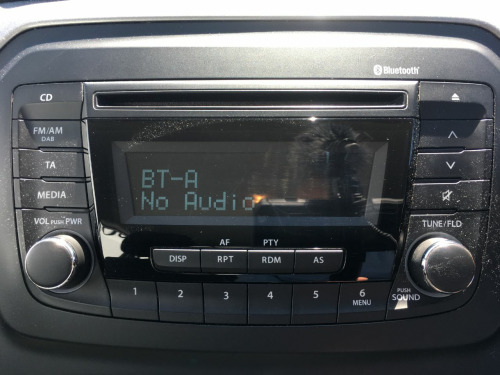 Bluetooth
CD
FM/AM
DAB
TA
MEDIA
VOL PUSH PWR
BT-A
No Audio
TUNE/FLD
AF
PTY
DISP
RPT
RDM
AS
1
2
3
4
5
6
MENU
PUSH
SOUND